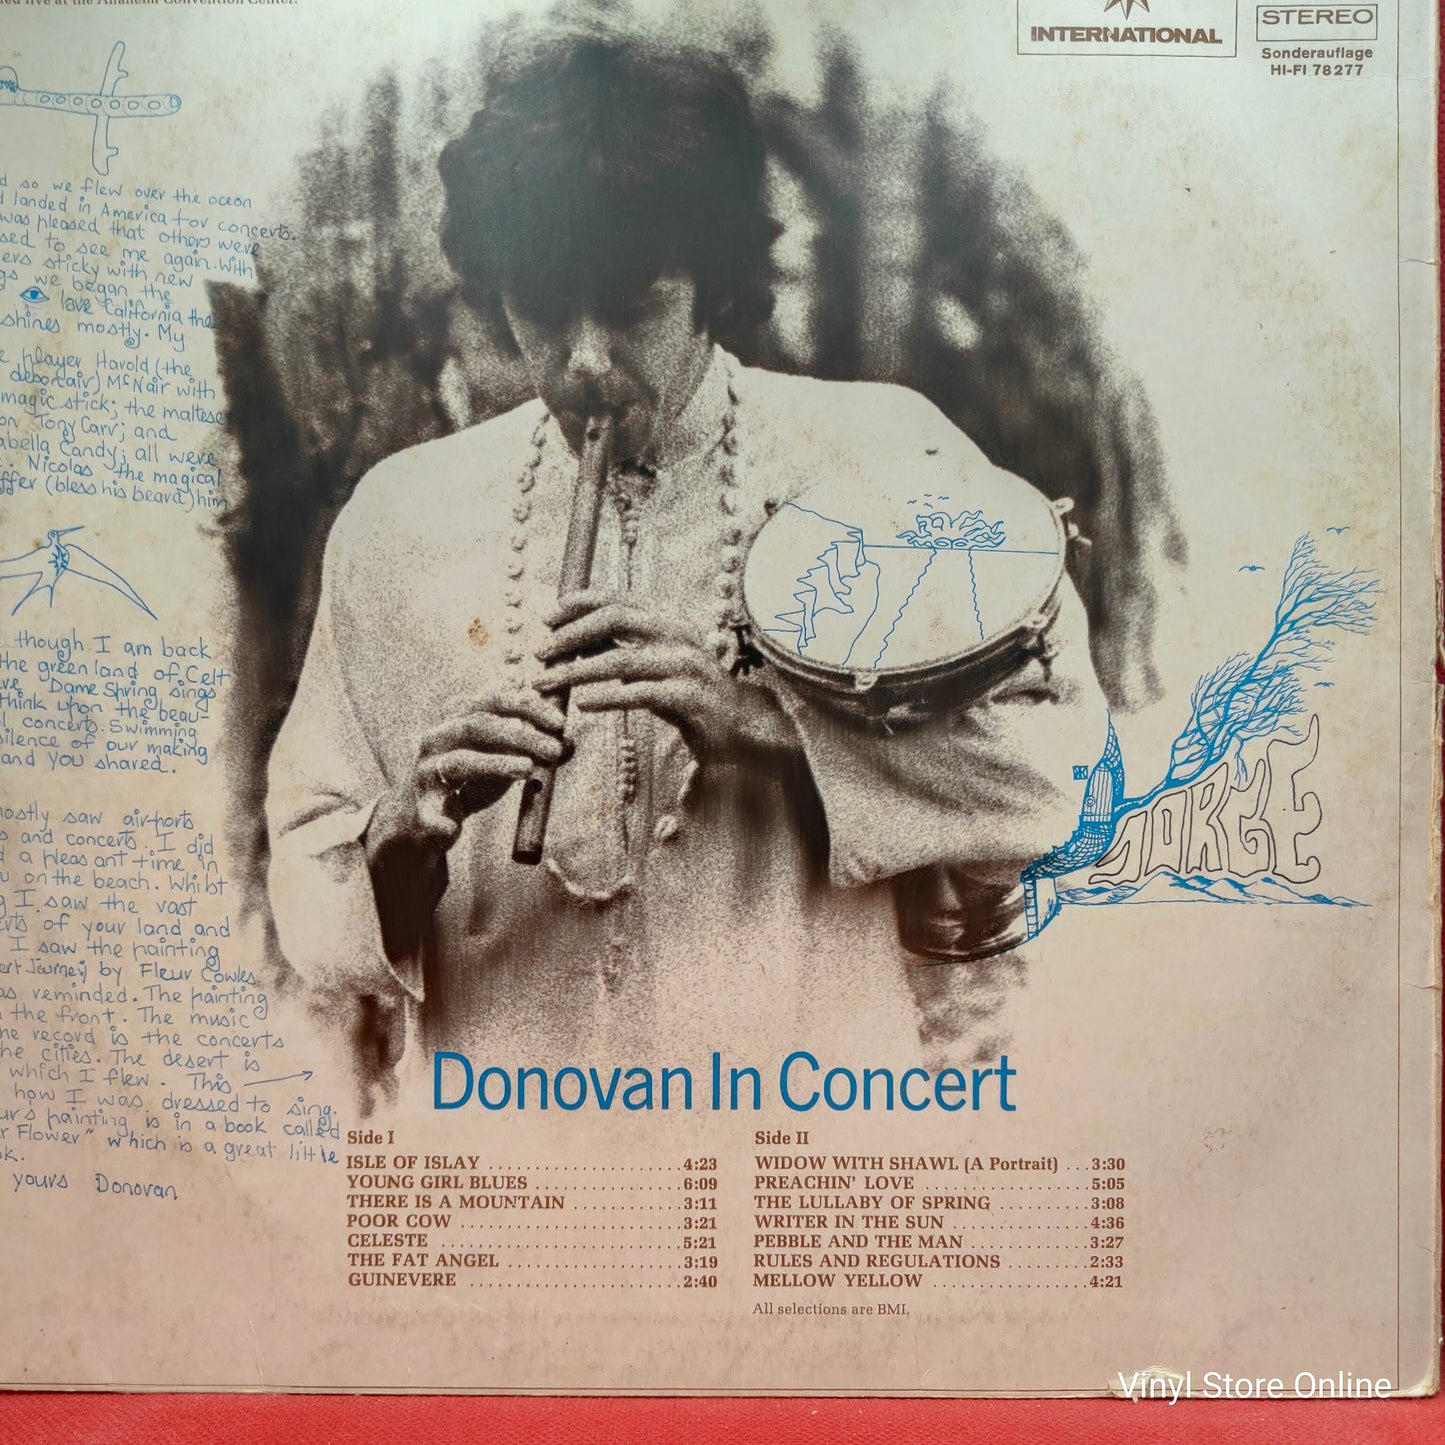 at the Anaheim Convention Center.
INTERNATIONAL
STEREO
Sonderauflage
HI-FI 78277
so we flew over the ocean
landed in America for concerts.
was pleased that others were
to see me again. With
sticky with new
we began the
love California the
shines mostly. My
player Harold (the
debonair) McNair with
magic stick; the maltese
Tony Carr; and
Candy; all were
Nicolas the magical
(bless his beard) him
though I am back
the green land of Celt
Dame Spring sings
think upon the beau-
concerts. Swimming
silence of our making
and you shared.
mostly saw air-ports
and concerts. I did
a pleasant time in
on the beach. Whilst
I saw the vast
of your land and
I saw the painting
Journey by Fleur Cowles
reminded. The painting
the front. The music
record is the concerts
the cities. The desert is
which I flew. This
how I was dressed to sing.
painting is in a book called
Flower" which is a great little
yours Donovan
JORGE
Donovan In Concert
Side I
ISLE OF ISLAY ....................4:23
YOUNG GIRL BLUES ...............6:09
THERE IS A MOUNTAIN ...........3:11
POOR COW .......................3:21
CELESTE .........................5:21
THE FAT ANGEL ..................3:19
GUINEVERE ......................2:40
Side II
WIDOW WITH SHAWL (A Portrait) ...3:30
PREACHIN' LOVE .................5:05
THE LULLABY OF SPRING ..........3:08
WRITER IN THE SUN ..............4:36
PEBBLE AND THE MAN ............3:27
RULES AND REGULATIONS .........2:33
MELLOW YELLOW ................4:21
All selections are BMI.
Vinyl Store Online